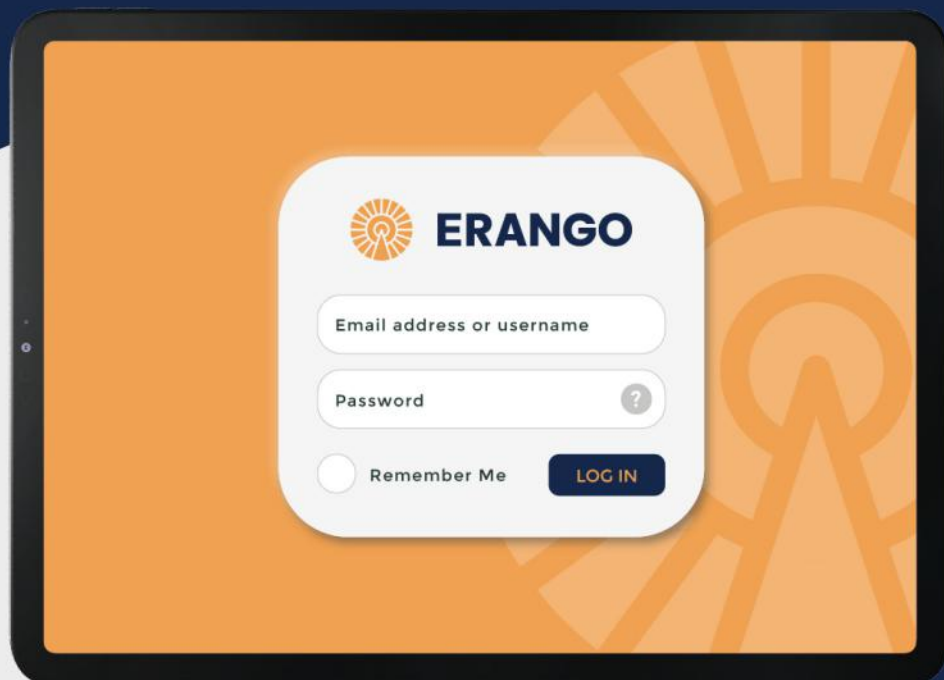 ERANGO
Email address or username
Password
?
Remember Me
LOG IN